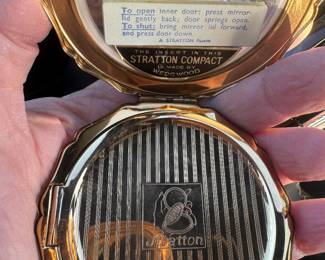 To open inner door: press mirror-
lid gently back; door springs open.
To shut: bring mirror lid forward,
and press door down.
A STRATTON
THE INSERT IN THIS
STRATTON COMPACT
IS MADE BY
WEDGWOOD
Stratton